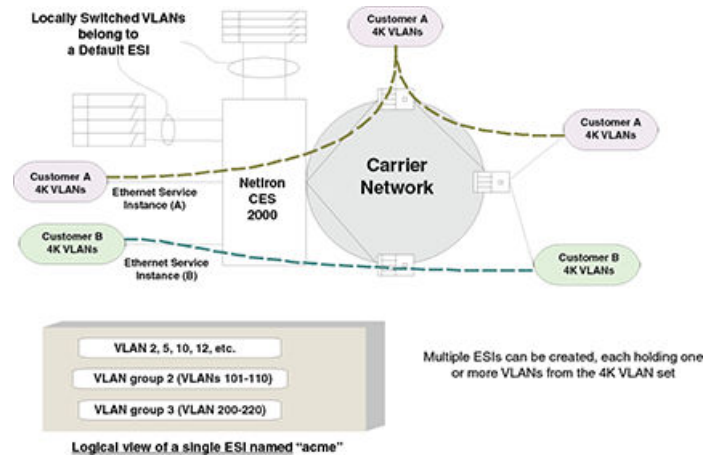 Locally Switched VLANs
belong to
a Default ESI
Customer A
4K VLANs
Customer A
4K VLANs
Carrier
Network
NetIron
CES
2000
Customer A
4K VLANs
Ethernet Service
Instance (A)
Customer B
4K VLANs
Ethernet Service
Instance (B)
Customer B
4K VLANs
VLAN 2, 5, 10, 12, etc.
VLAN group 2 (VLANs 101-110)
VLAN group 3 (VLAN 200-220)
Multiple ESIs can be created, each holding one
or more VLANs from the 4K VLAN set
Logical view of a single ESI named “acme”